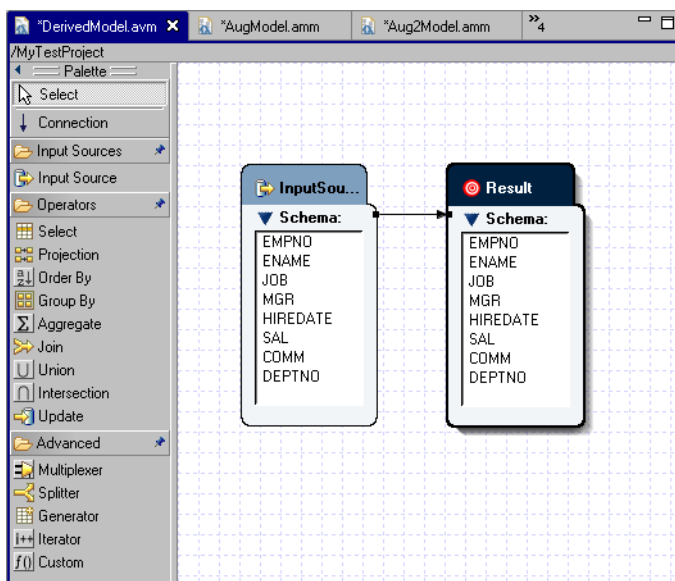 *DerivedModel.avm
*AugModel.amm
*Aug2Model.amm
»4
/MyTestProject
Palette
Select
Connection
Input Sources
Input Source
Operators
Select
Projection
Order By
Group By
Aggregate
Join
Union
Intersection
Update
Advanced
Multiplexer
Splitter
Generator
i++ Iterator
f() Custom
InputSou...
Schema:
EMPNO
ENAME
JOB
MGR
HIREDATE
SAL
COMM
DEPTNO
Result
Schema:
EMPNO
ENAME
JOB
MGR
HIREDATE
SAL
COMM
DEPTNO